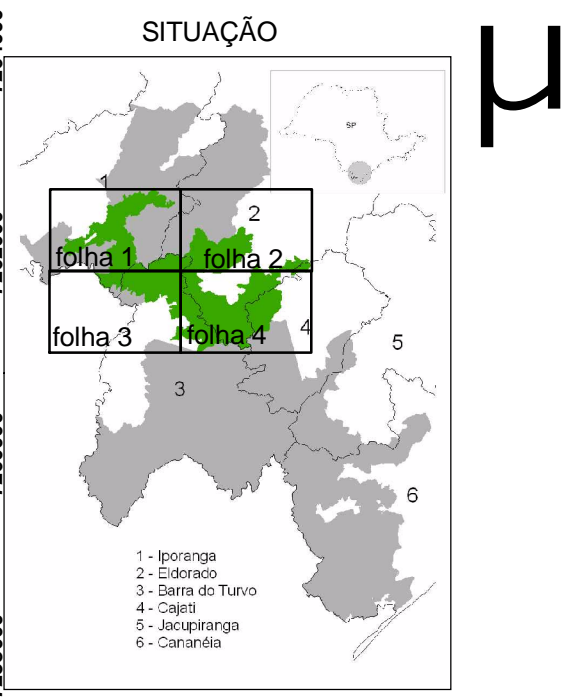 SITUAÇÃO
µ
SP
1
2
folha 1
folha 2
folha 3
folha 4
4
5
3
6
1 - Iporanga
2 - Eldorado
3 - Barra do Turvo
4 - Cajati
5 - Jacupiranga
6 - Cananéia